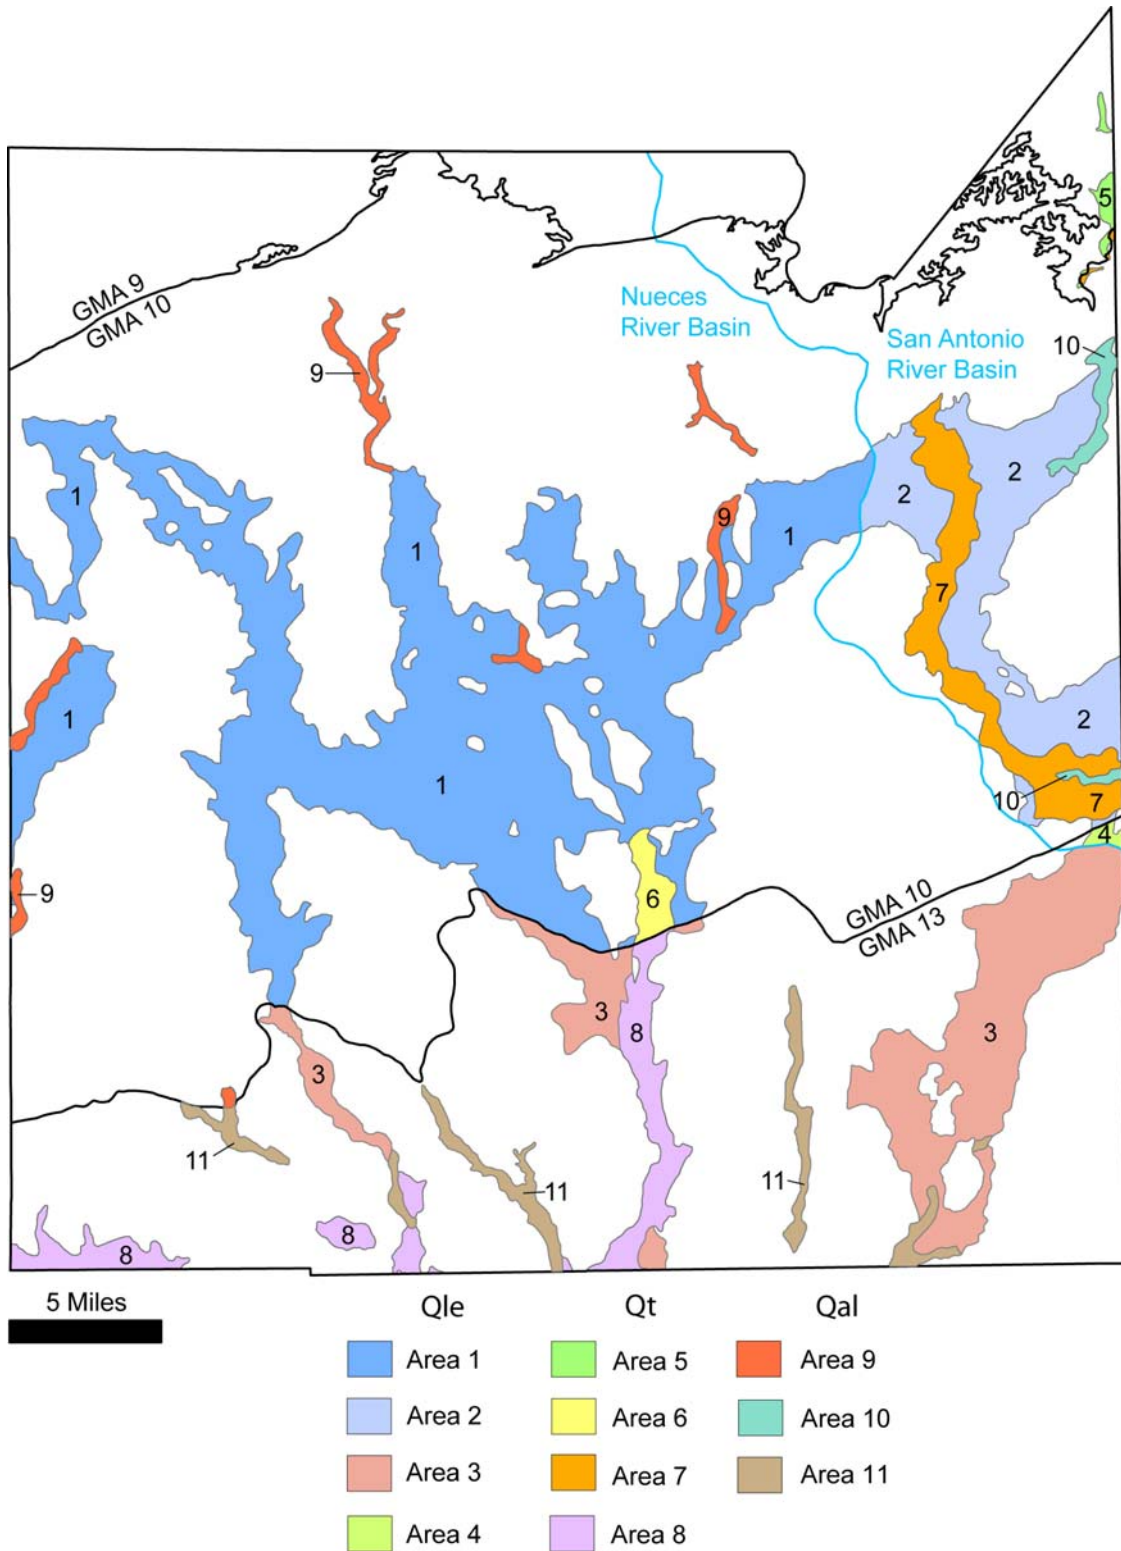 5
GMA 9
GMA 10
Nueces
River Basin
San Antonio
River Basin
10
9
1
2
2
1
9
1
1
7
1
2
1
10
7
4
9
6
GMA 10
GMA 13
3
8
3
3
11
11
11
8
8
5 Miles
Qle
Qt
Qal
Area 1
Area 5
Area 9
Area 2
Area 6
Area 10
Area 3
Area 7
Area 11
Area 4
Area 8